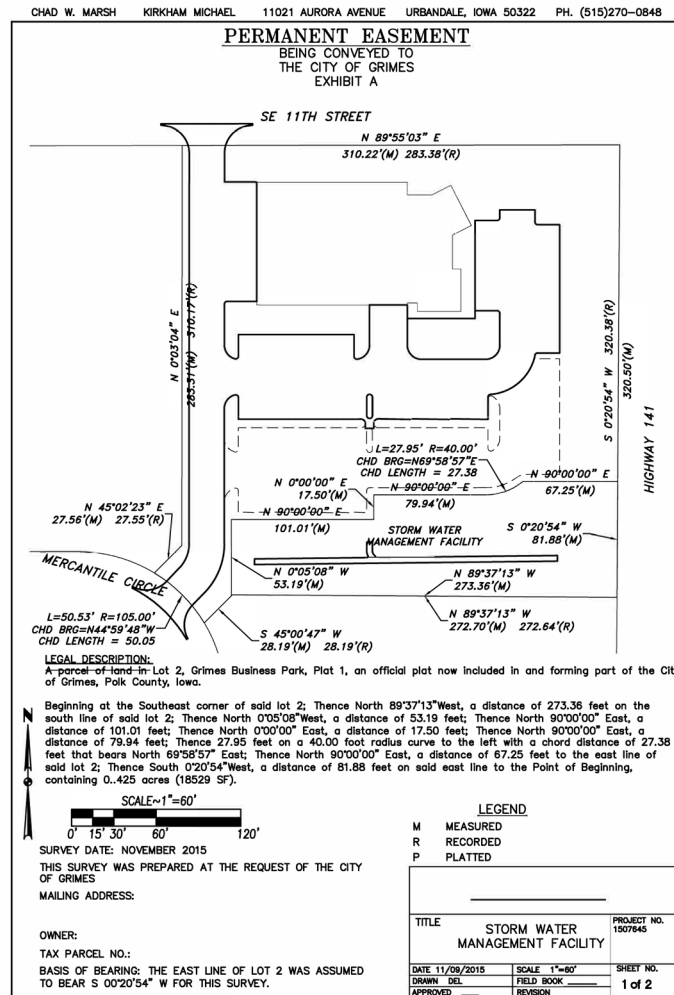 CHAD W. MARSH KIRKHAM MICHAEL 11021 AURORA AVENUE URBANDALE, IOWA 50322 PH. (515)270-0848
PERMANENT EASEMENT
BEING CONVEYED TO
THE CITY OF GRIMES
EXHIBIT A
SE 11TH STREET
N 89°55'03" E
310.22'(M) 283.38'(R)
N 0°03'04" E
283.31'(M) 310.17'(R)
S 0°20'54" W 320.38'(R)
320.50'(M)
HIGHWAY 141
L=27.95' R=40.00'
CHD BRG=N69°58'57"E
CHD LENGTH = 27.38
N 0°00'00" E
17.50'(M)
N 90°00'00" E
79.94'(M)
N 90°00'00" E
67.25'(M)
N 90°00'00" E
101.01'(M)
N 45°02'23" E
27.56'(M) 27.55'(R)
STORM WATER
MANAGEMENT FACILITY
S 0°20'54" W
81.88'(M)
MERCANTILE CIRCLE
N 0°05'08" W
53.19'(M)
N 89°37'13" W
273.36'(M)
L=50.53' R=105.00'
CHD BRG=N44°59'48"W
CHD LENGTH = 50.05
S 45°00'47" W
28.19'(M) 28.19'(R)
N 89°37'13" W
272.70'(M) 272.64'(R)
LEGAL DESCRIPTION:
A parcel of land in Lot 2, Grimes Business Park, Plat 1, an official plat now included in and forming part of the Cit
of Grimes, Polk County, Iowa.
Beginning at the Southeast corner of said lot 2; Thence North 89°37'13"West, a distance of 273.36 feet on the
south line of said lot 2; Thence North 0°05'08"West, a distance of 53.19 feet; Thence North 90°00'00" East, a
distance of 101.01 feet; Thence North 0°00'00" East, a distance of 17.50 feet; Thence North 90°00'00" East, a
distance of 79.94 feet; Thence 27.95 feet on a 40.00 foot radius curve to the left with a chord distance of 27.38
feet that bears North 69°58'57" East; Thence North 90°00'00" East, a distance of 67.25 feet to the east line of
said lot 2; Thence South 0°20'54"West, a distance of 81.88 feet on said east line to the Point of Beginning,
containing 0..425 acres (18529 SF).
N
SCALE~1"=60'
0' 15' 30' 60' 120'
SURVEY DATE: NOVEMBER 2015
THIS SURVEY WAS PREPARED AT THE REQUEST OF THE CITY
OF GRIMES
MAILING ADDRESS:
OWNER:
TAX PARCEL NO.:
BASIS OF BEARING: THE EAST LINE OF LOT 2 WAS ASSUMED
TO BEAR S 00°20'54" W FOR THIS SURVEY.
LEGEND
M MEASURED
R RECORDED
P PLATTED
TITLE STORM WATER
MANAGEMENT FACILITY
PROJECT NO.
1507645
DATE 11/09/2015 SCALE 1"=60' SHEET NO.
DRAWN DEL FIELD BOOK 1 of 2
APPROVED REVISION